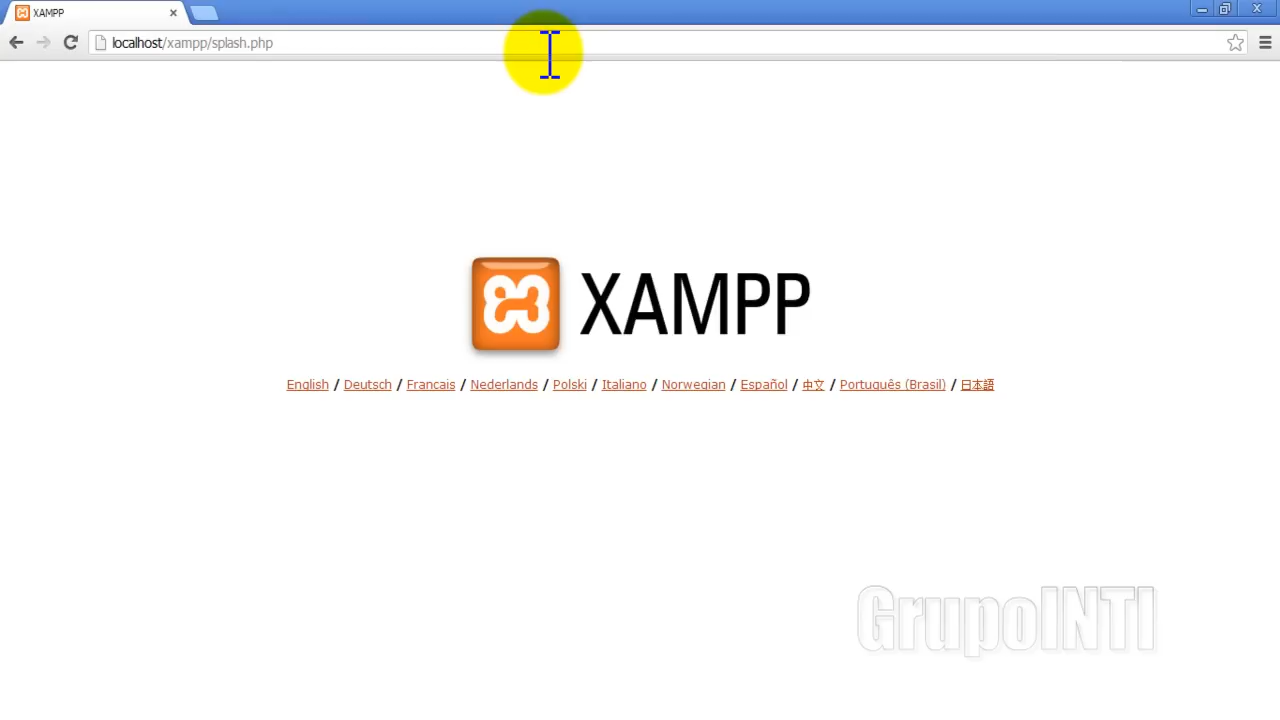 XAMPP
localhost/xampp/splash.php
XAMPP
English / Deutsch / Francais / Nederlands / Polski / Italiano / Norwegian / Español / 中文 / Português (Brasil) / 日本語
GrupoINTI